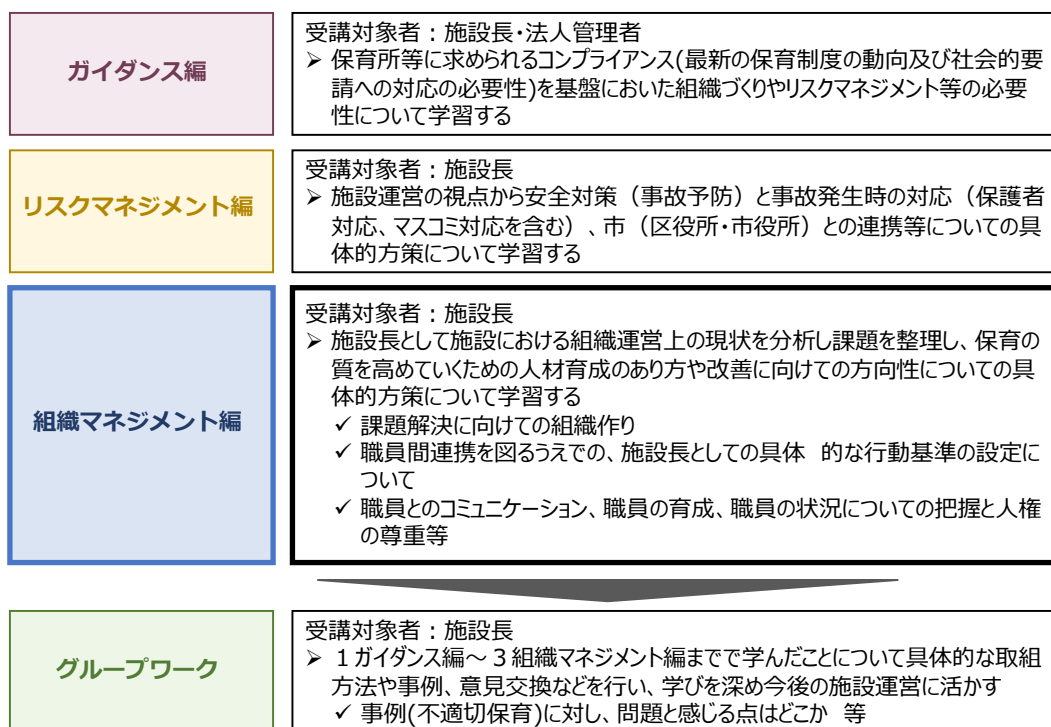 ガイダンス編
受講対象者：施設長・法人管理者
➢ 保育所等に求められるコンプライアンス(最新の保育制度の動向及び社会的要
請への対応の必要性)を基盤においた組織づくりやリスクマネジメント等の必要
性について学習する
リスクマネジメント編
受講対象者：施設長
➢ 施設運営の視点から安全対策（事故予防）と事故発生時の対応（保護者
対応、マスコミ対応を含む）、市（区役所・市役所）との連携等についての具
体的方策について学習する
組織マネジメント編
受講対象者：施設長
➢ 施設長として施設における組織運営上の現状を分析し課題を整理し、保育の
質を高めていくための人材育成のあり方や改善に向けての方向性についての具
体的方策について学習する
✓ 課題解決に向けての組織作り
✓ 職員間連携を図るうえでの、施設長としての具体 的な行動基準の設定に
ついて
✓ 職員とのコミュニケーション、職員の育成、職員の状況についての把握と人権
の尊重等
グループワーク
受講対象者：施設長
➢ １ガイダンス編～３組織マネジメント編までで学んだことについて具体的な取組
方法や事例、意見交換などを行い、学びを深め今後の施設運営に活かす
✓ 事例(不適切保育)に対し、問題と感じる点はどこか 等